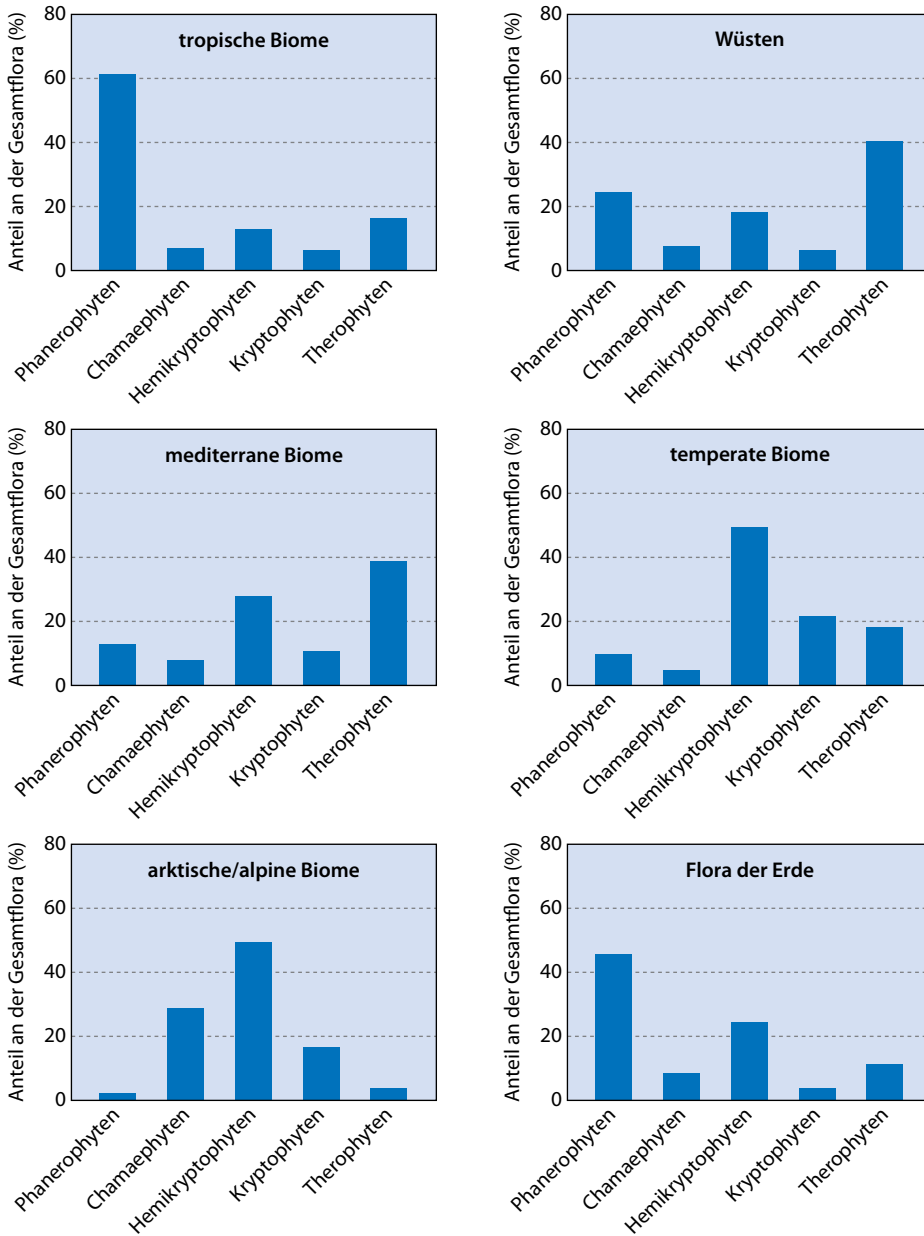 Anteil an der Gesamtflora (%)
80
60
40
20
0
tropische Biome
Phanerophyten
Chamaephyten
Hemikryptophyten
Kryptophyten
Therophyten
Anteil an der Gesamtflora (%)
80
60
40
20
0
Wüsten
Phanerophyten
Chamaephyten
Hemikryptophyten
Kryptophyten
Therophyten
Anteil an der Gesamtflora (%)
80
60
40
20
0
mediterrane Biome
Phanerophyten
Chamaephyten
Hemikryptophyten
Kryptophyten
Therophyten
Anteil an der Gesamtflora (%)
80
60
40
20
0
temperate Biome
Phanerophyten
Chamaephyten
Hemikryptophyten
Kryptophyten
Therophyten
Anteil an der Gesamtflora (%)
80
60
40
20
0
arktische/alpine Biome
Phanerophyten
Chamaephyten
Hemikryptophyten
Kryptophyten
Therophyten
Anteil an der Gesamtflora (%)
80
60
40
20
0
Flora der Erde
Phanerophyten
Chamaephyten
Hemikryptophyten
Kryptophyten
Therophyten